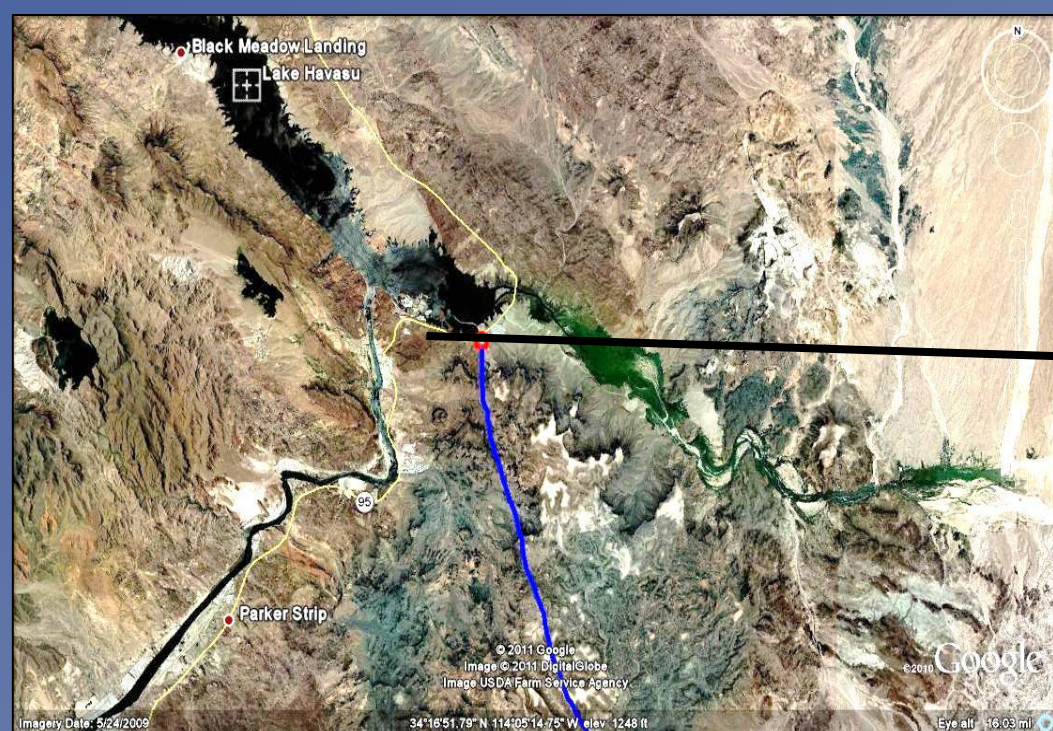 Black Meadow Landing
Lake Havasu
N
95
Parker Strip
© 2011 Google
Image © 2011 DigitalGlobe
Image USDA Farm Service Agency
©2010 Google
Imagery Date: 5/24/2009
34°16'51.79" N 114°05'14.75" W elev 1248 ft
Eye alt 16.03 mi